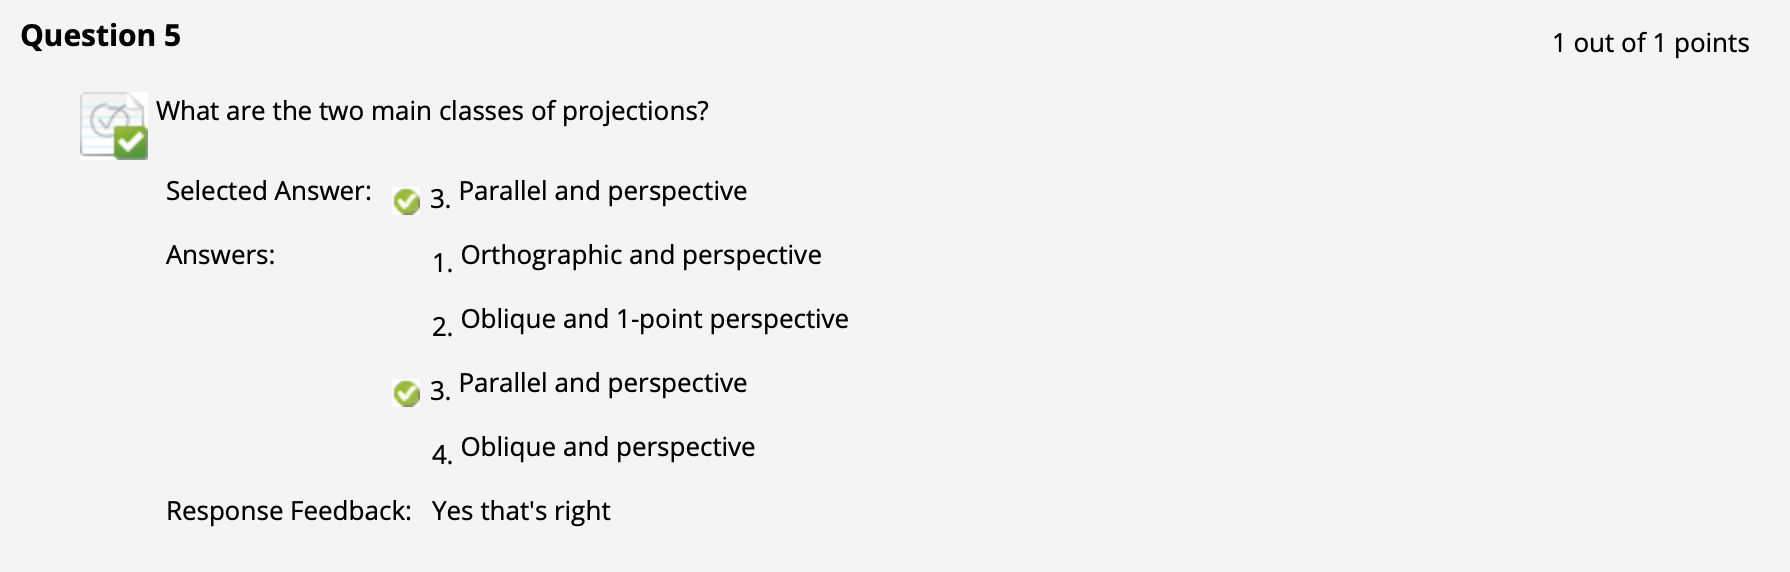 Question 5
1 out of 1 points
What are the two main classes of projections?
Selected Answer: 3. Parallel and perspective
Answers: 1. Orthographic and perspective
2. Oblique and 1-point perspective
3. Parallel and perspective
4. Oblique and perspective
Response Feedback: Yes that's right